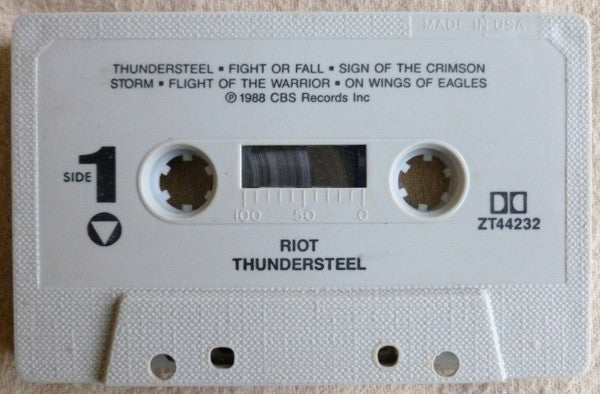 MADE IN USA
THUNDERSTEEL • FIGHT OR FALL • SIGN OF THE CRIMSON
STORM • FLIGHT OF THE WARRIOR • ON WINGS OF EAGLES
℗ 1988 CBS Records Inc
SIDE 1
100 50 0
ZT44232
RIOT
THUNDERSTEEL